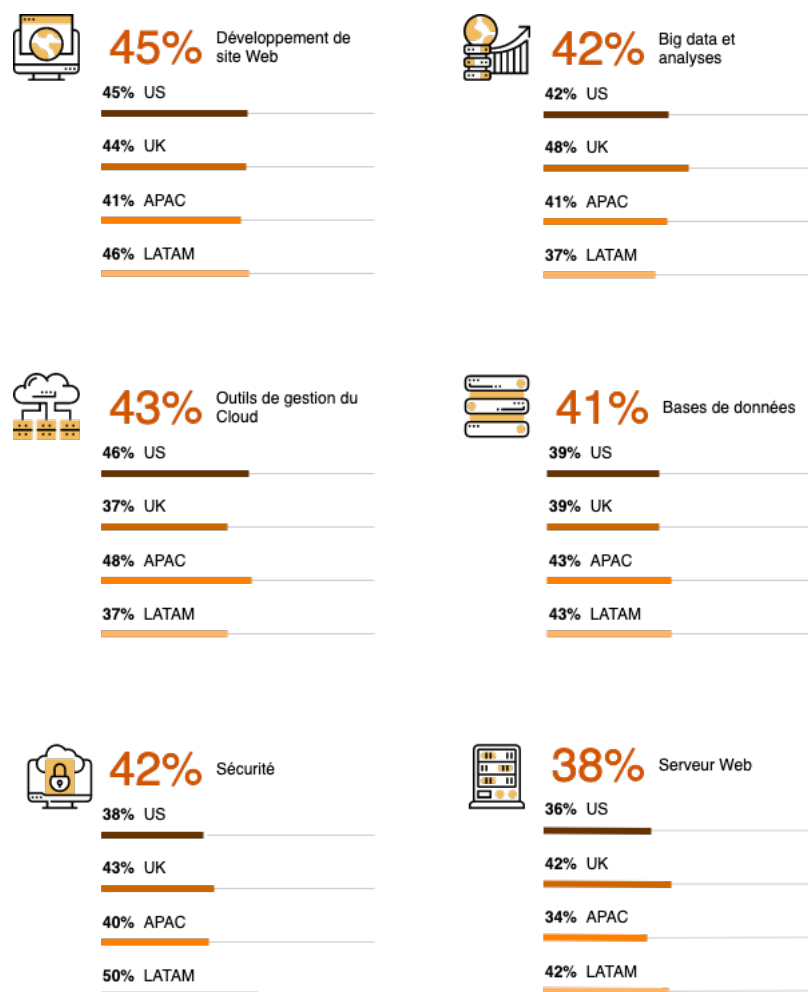 45%
Développement de
site Web
45% US
44% UK
41% APAC
46% LATAM
42%
Big data et
analyses
42% US
48% UK
41% APAC
37% LATAM
43%
Outils de gestion du
Cloud
46% US
37% UK
48% APAC
37% LATAM
41%
Bases de données
39% US
39% UK
43% APAC
43% LATAM
42%
Sécurité
38% US
43% UK
40% APAC
50% LATAM
38%
Serveur Web
36% US
42% UK
34% APAC
42% LATAM